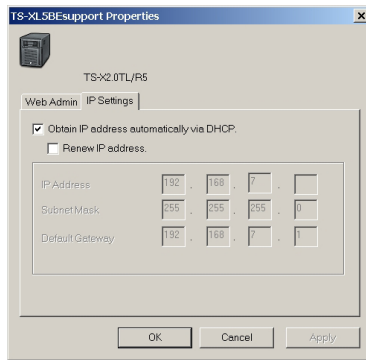 TS-XL5BEsupport Properties
TS-X2.0TL/R5
Web Admin IP Settings
Obtain IP address automatically via DHCP.
Renew IP address.
IP Address 192 . 168 . 7 .
Subnet Mask 255 . 255 . 255 . 0
Default Gateway 192 . 168 . 7 . 1
OK Cancel Apply